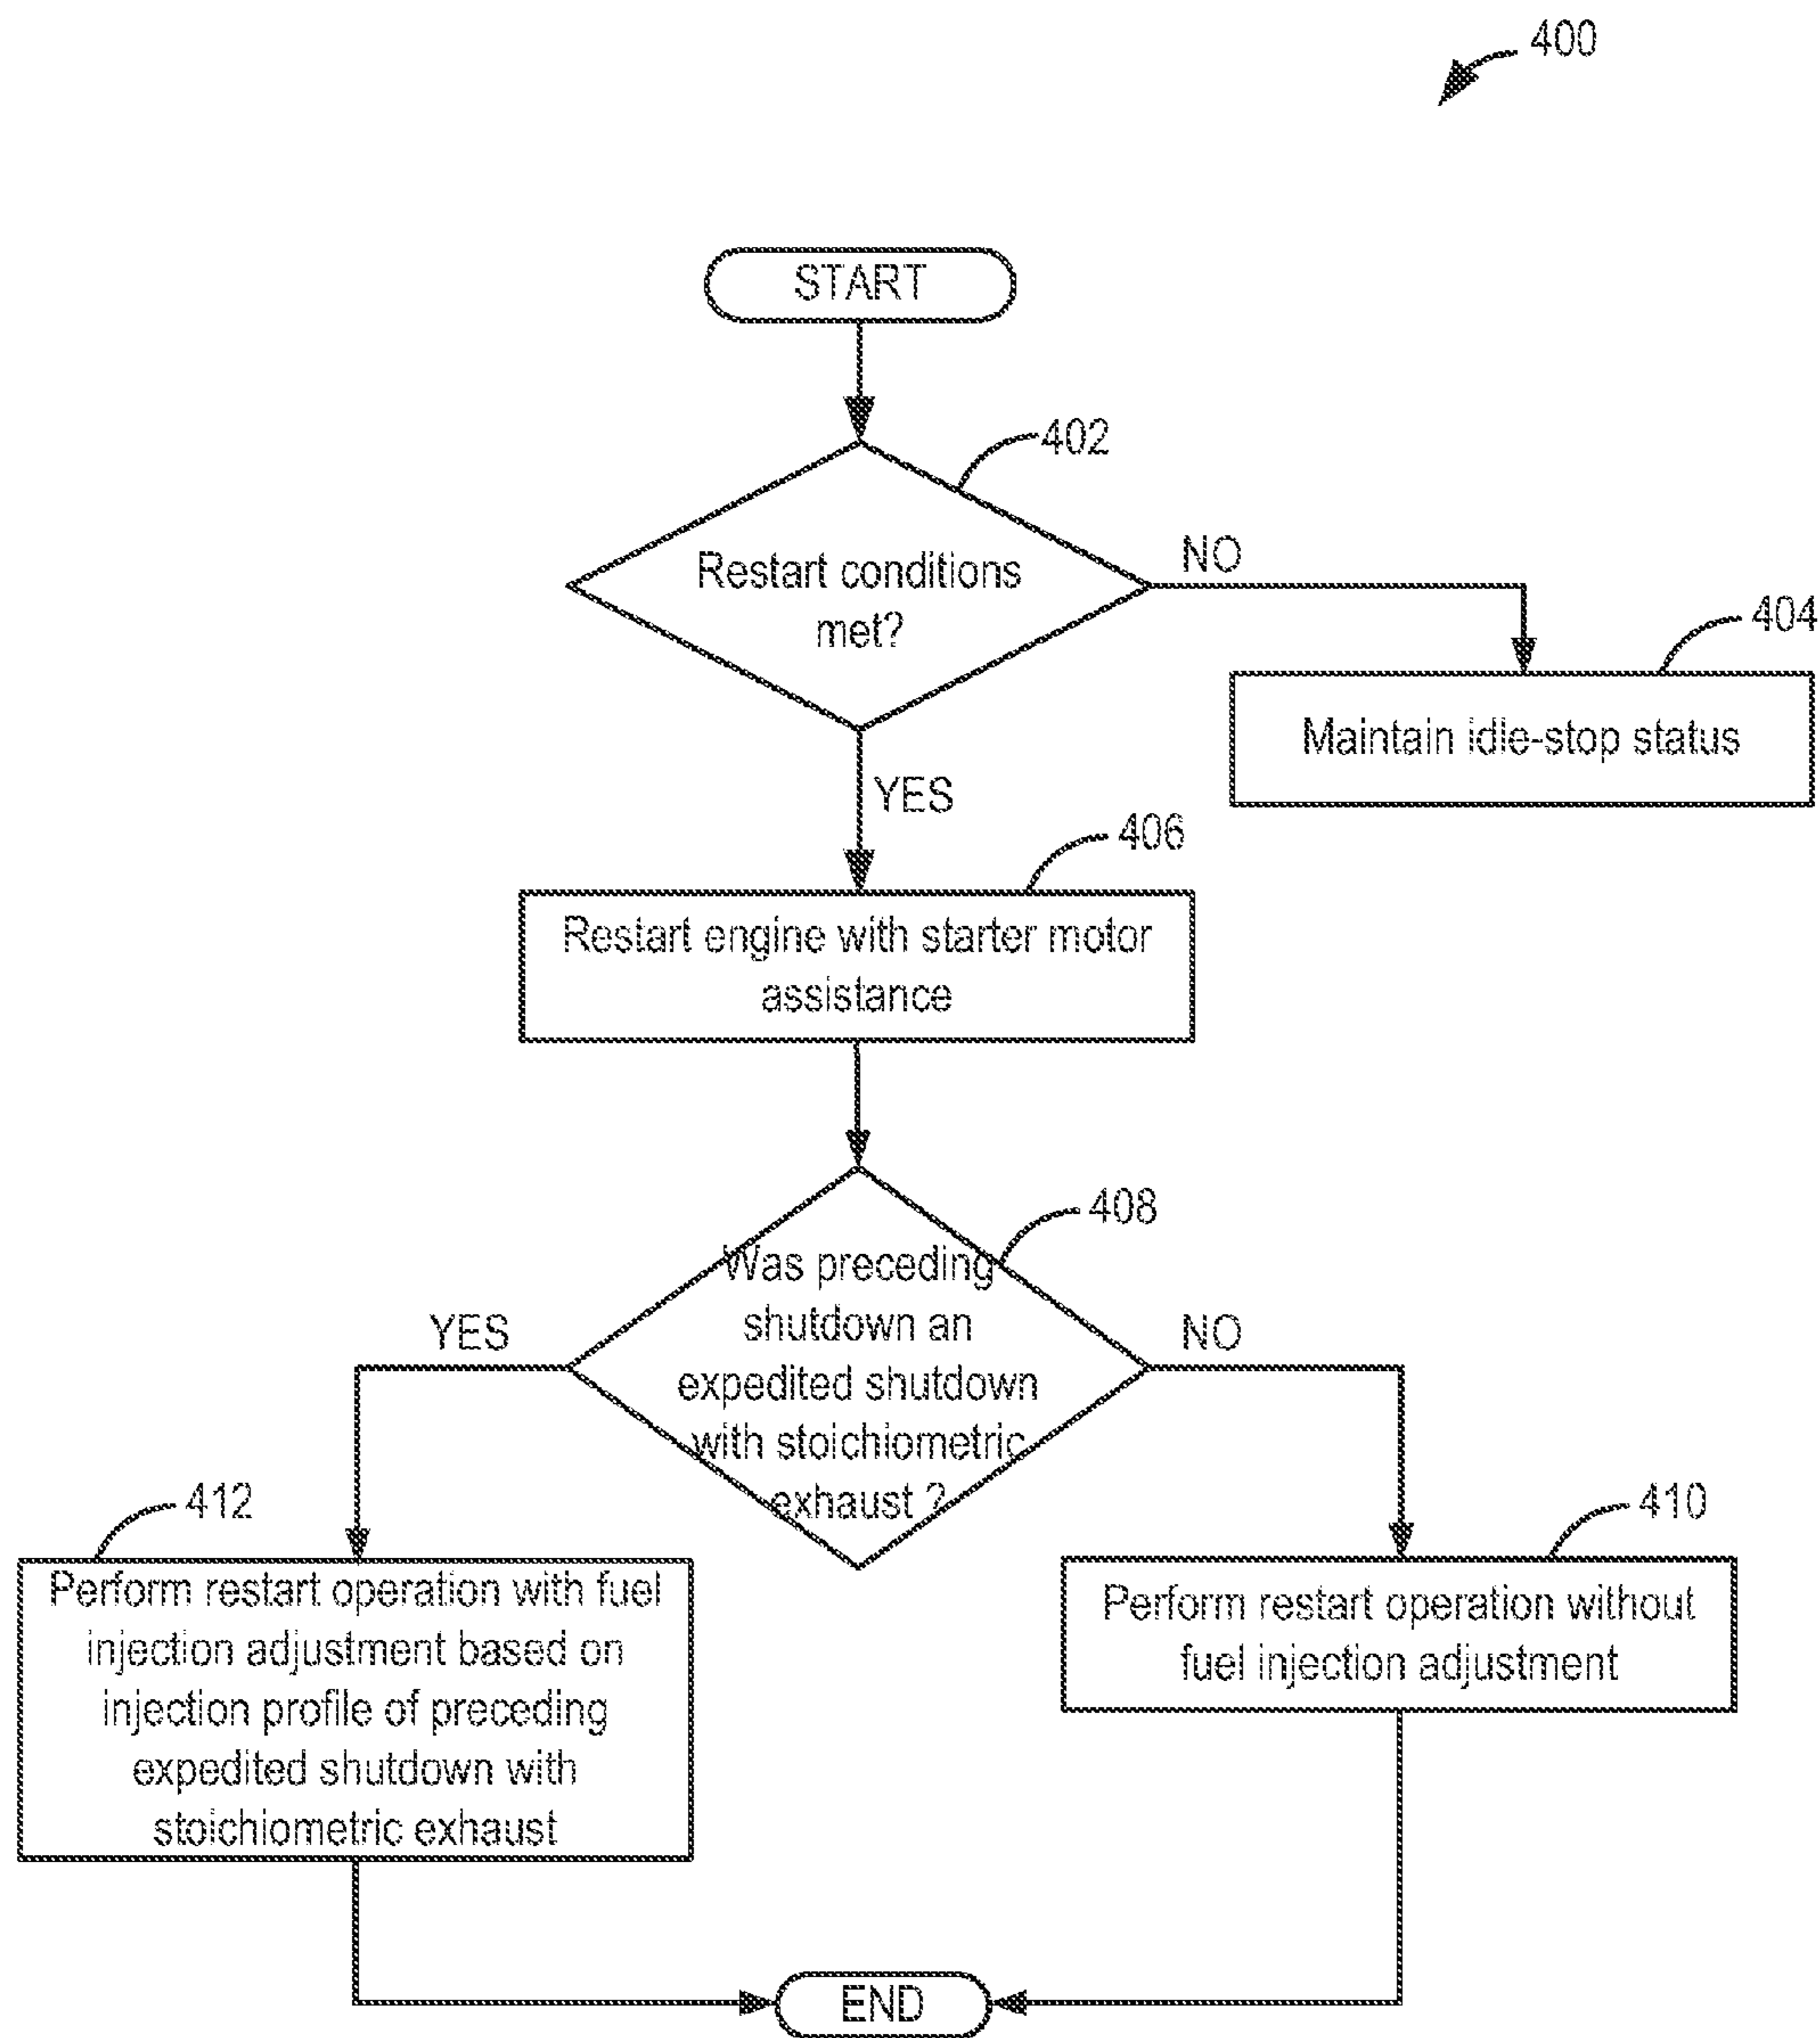 400
START
402
Restart conditions
met?
NO
404
Maintain idle-stop status
YES
406
Restart engine with starter motor
assistance
408
Was preceding
shutdown an
expedited shutdown
with stoichiometric
exhaust ?
YES
NO
412
Perform restart operation with fuel
injection adjustment based on
injection profile of preceding
expedited shutdown with
stoichiometric exhaust
410
Perform restart operation without
fuel injection adjustment
END